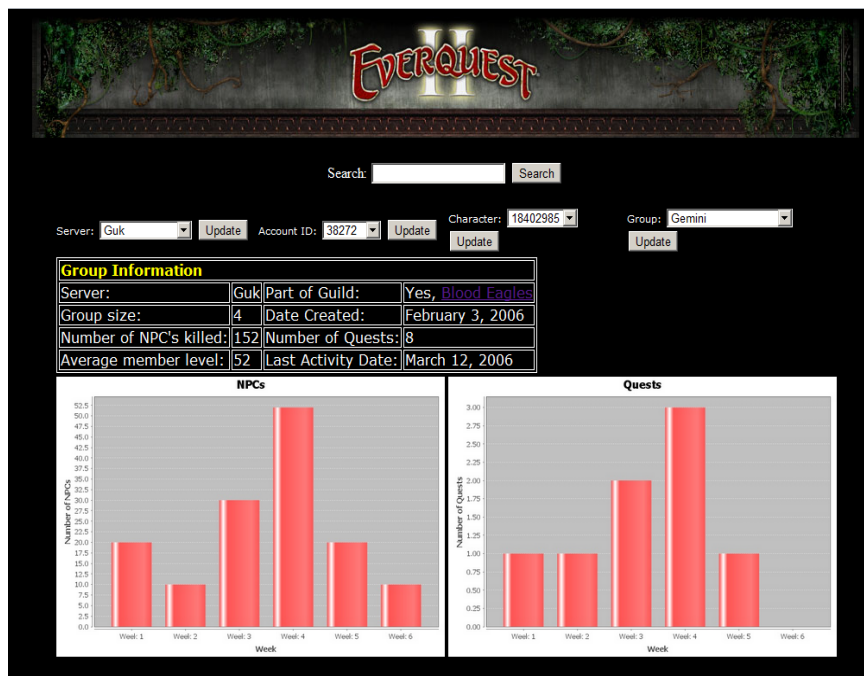 EVERQUEST II
Search: Search
Server: Guk Update Account ID: 38272 Update Character: 18402985 Update Group: Gemini Update
Group Information
Server: Guk Part of Guild: Yes, Blood Eagles
Group size: 4 Date Created: February 3, 2006
Number of NPC's killed: 152 Number of Quests: 8
Average member level: 52 Last Activity Date: March 12, 2006
NPCs
52.5
50.0
47.5
45.0
42.5
40.0
37.5
35.0
32.5
30.0
27.5
25.0
22.5
20.0
17.5
15.0
12.5
10.0
7.5
5.0
2.5
0.0
Number of NPCs
Week: 1 Week: 2 Week: 3 Week: 4 Week: 5 Week: 6
Week
Quests
3.00
2.75
2.50
2.25
2.00
1.75
1.50
1.25
1.00
0.75
0.50
0.25
0.00
Number of Quests
Week: 1 Week: 2 Week: 3 Week: 4 Week: 5 Week: 6
Week